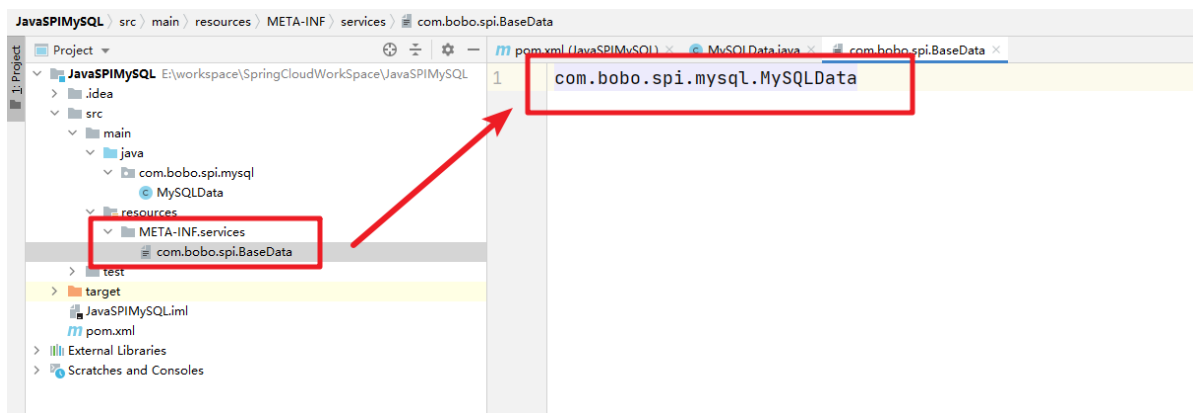 JavaSPIMySQL 〉 src 〉 main 〉 resources 〉 META-INF 〉 services 〉 com.bobo.spi.BaseData
1: Project
Project
JavaSPIMySQL E:\workspace\SpringCloudWorkSpace\JavaSPIMySQL
.idea
src
main
java
com.bobo.spi.mysql
MySQLData
resources
META-INF.services
com.bobo.spi.BaseData
test
target
JavaSPIMySQL.iml
pom.xml
External Libraries
Scratches and Consoles
pom.xml (JavaSPIMySQL) MySQLData.java com.bobo.spi.BaseData
1 com.bobo.spi.mysql.MySQLData